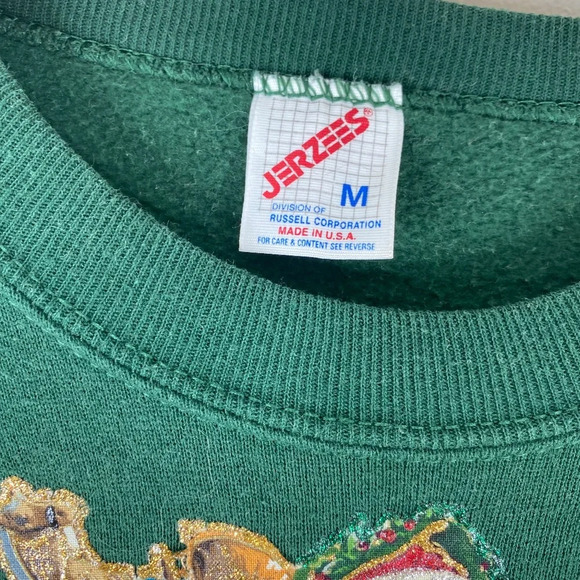 JERZEES®
M
DIVISION OF
RUSSELL CORPORATION
MADE IN U.S.A.
FOR CARE & CONTENT SEE REVERSE